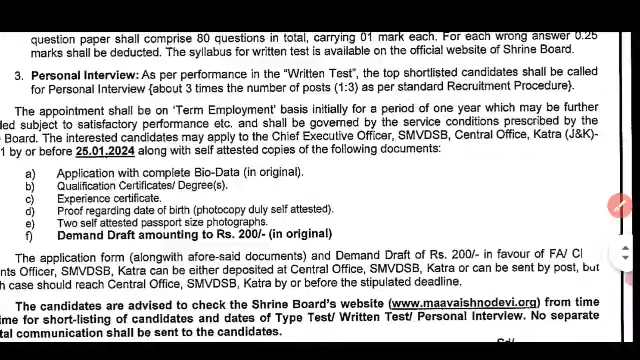 question paper shall comprise 80 questions in total, carrying 01 mark each. For each wrong answer 0.25
marks shall be deducted. The syllabus for written test is available on the official website of Shrine Board.
3. Personal Interview: As per performance in the "Written Test", the top shortlisted candidates shall be called
for Personal Interview {about 3 times the number of posts (1:3) as per standard Recruitment Procedure}.
The appointment shall be on 'Term Employment' basis initially for a period of one year which may be further
ded subject to satisfactory performance etc. and shall be governed by the service conditions prescribed by the
Board. The interested candidates may apply to the Chief Executive Officer, SMVDSB, Central Office, Katra (J&K)-
1 by or before 25.01.2024 along with self attested copies of the following documents:
a) Application with complete Bio-Data (in original).
b) Qualification Certificates/ Degree(s).
c) Experience certificate.
d) Proof regarding date of birth (photocopy duly self attested).
e) Two self attested passport size photographs.
f) Demand Draft amounting to Rs. 200/- (in original)
The application form (alongwith afore-said documents) and Demand Draft of Rs. 200/- in favour of FA/ C
nts Officer, SMVDSB, Katra can be either deposited at Central Office, SMVDSB, Katra or can be sent by post, but
h case should reach Central Office, SMVDSB, Katra by or before the stipulated deadline.
The candidates are advised to check the Shrine Board's website (www.maavaishnodevi.org) from time
ime for short-listing of candidates and dates of Type Test/ Written Test/ Personal Interview. No separate
tal communication shall be sent to the candidates.